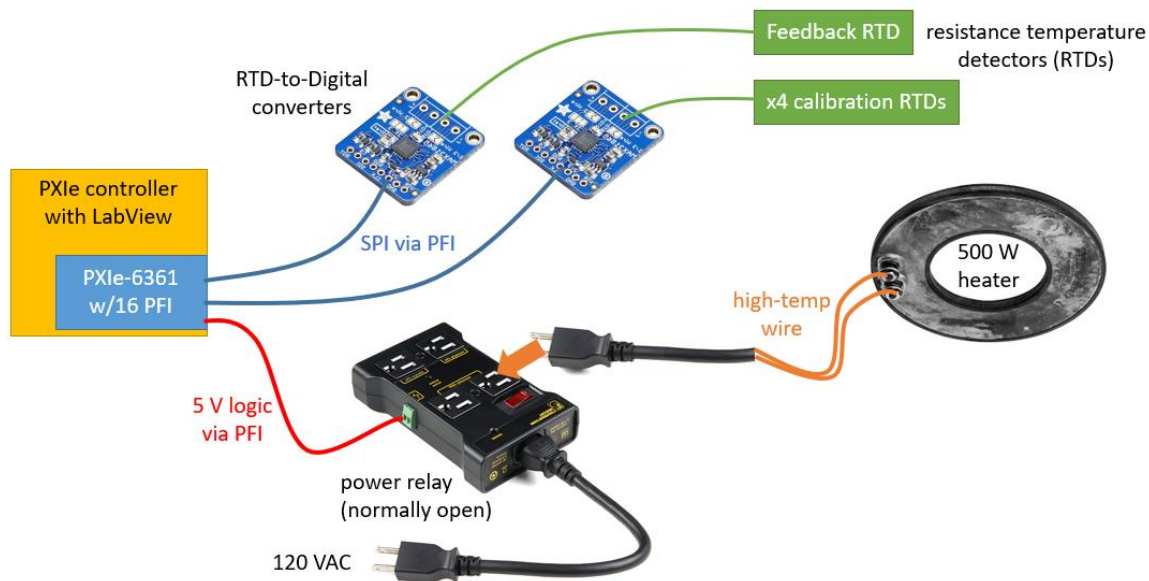 Feedback RTD
resistance temperature
detectors (RTDs)
RTD-to-Digital
converters
x4 calibration RTDs
PXIe controller
with LabView
SPI via PFI
PXIe-6361
w/16 PFI
500 W
heater
high-temp
wire
5 V logic
via PFI
power relay
(normally open)
120 VAC